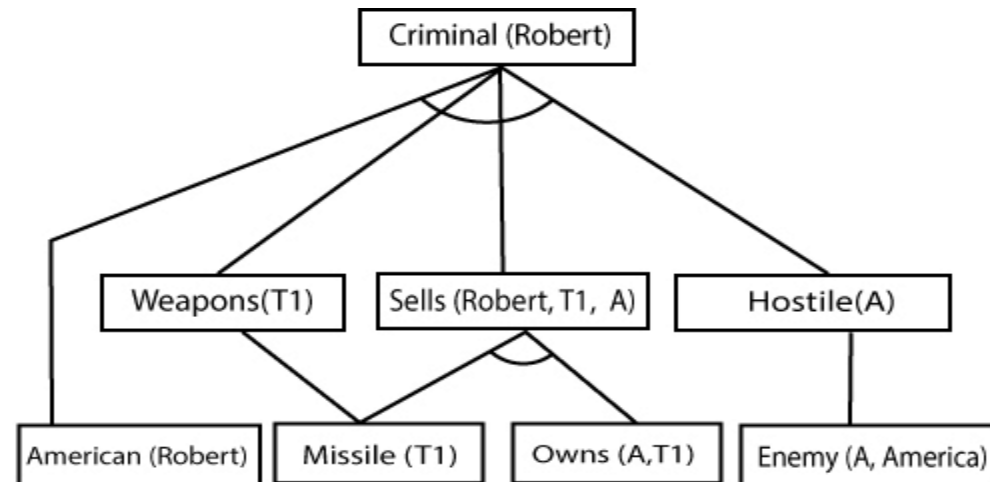 Criminal (Robert)
Weapons(T1)
Sells (Robert, T1, A)
Hostile(A)
American (Robert)
Missile (T1)
Owns (A,T1)
Enemy (A, America)